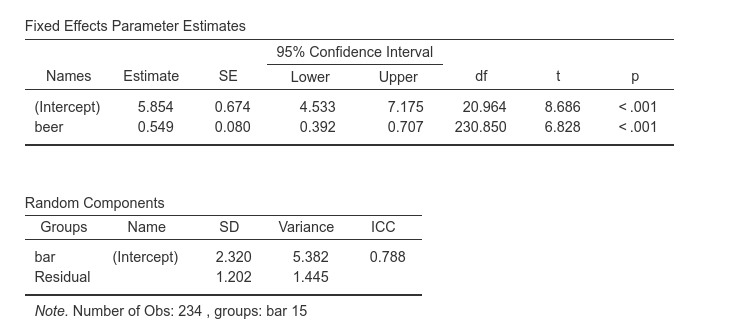 Fixed Effects Parameter Estimates
95% Confidence Interval
Names Estimate SE Lower Upper df t p
(Intercept) 5.854 0.674 4.533 7.175 20.964 8.686 < .001
beer 0.549 0.080 0.392 0.707 230.850 6.828 < .001
Random Components
Groups Name SD Variance ICC
bar (Intercept) 2.320 5.382 0.788
Residual 1.202 1.445
Note. Number of Obs: 234 , groups: bar 15